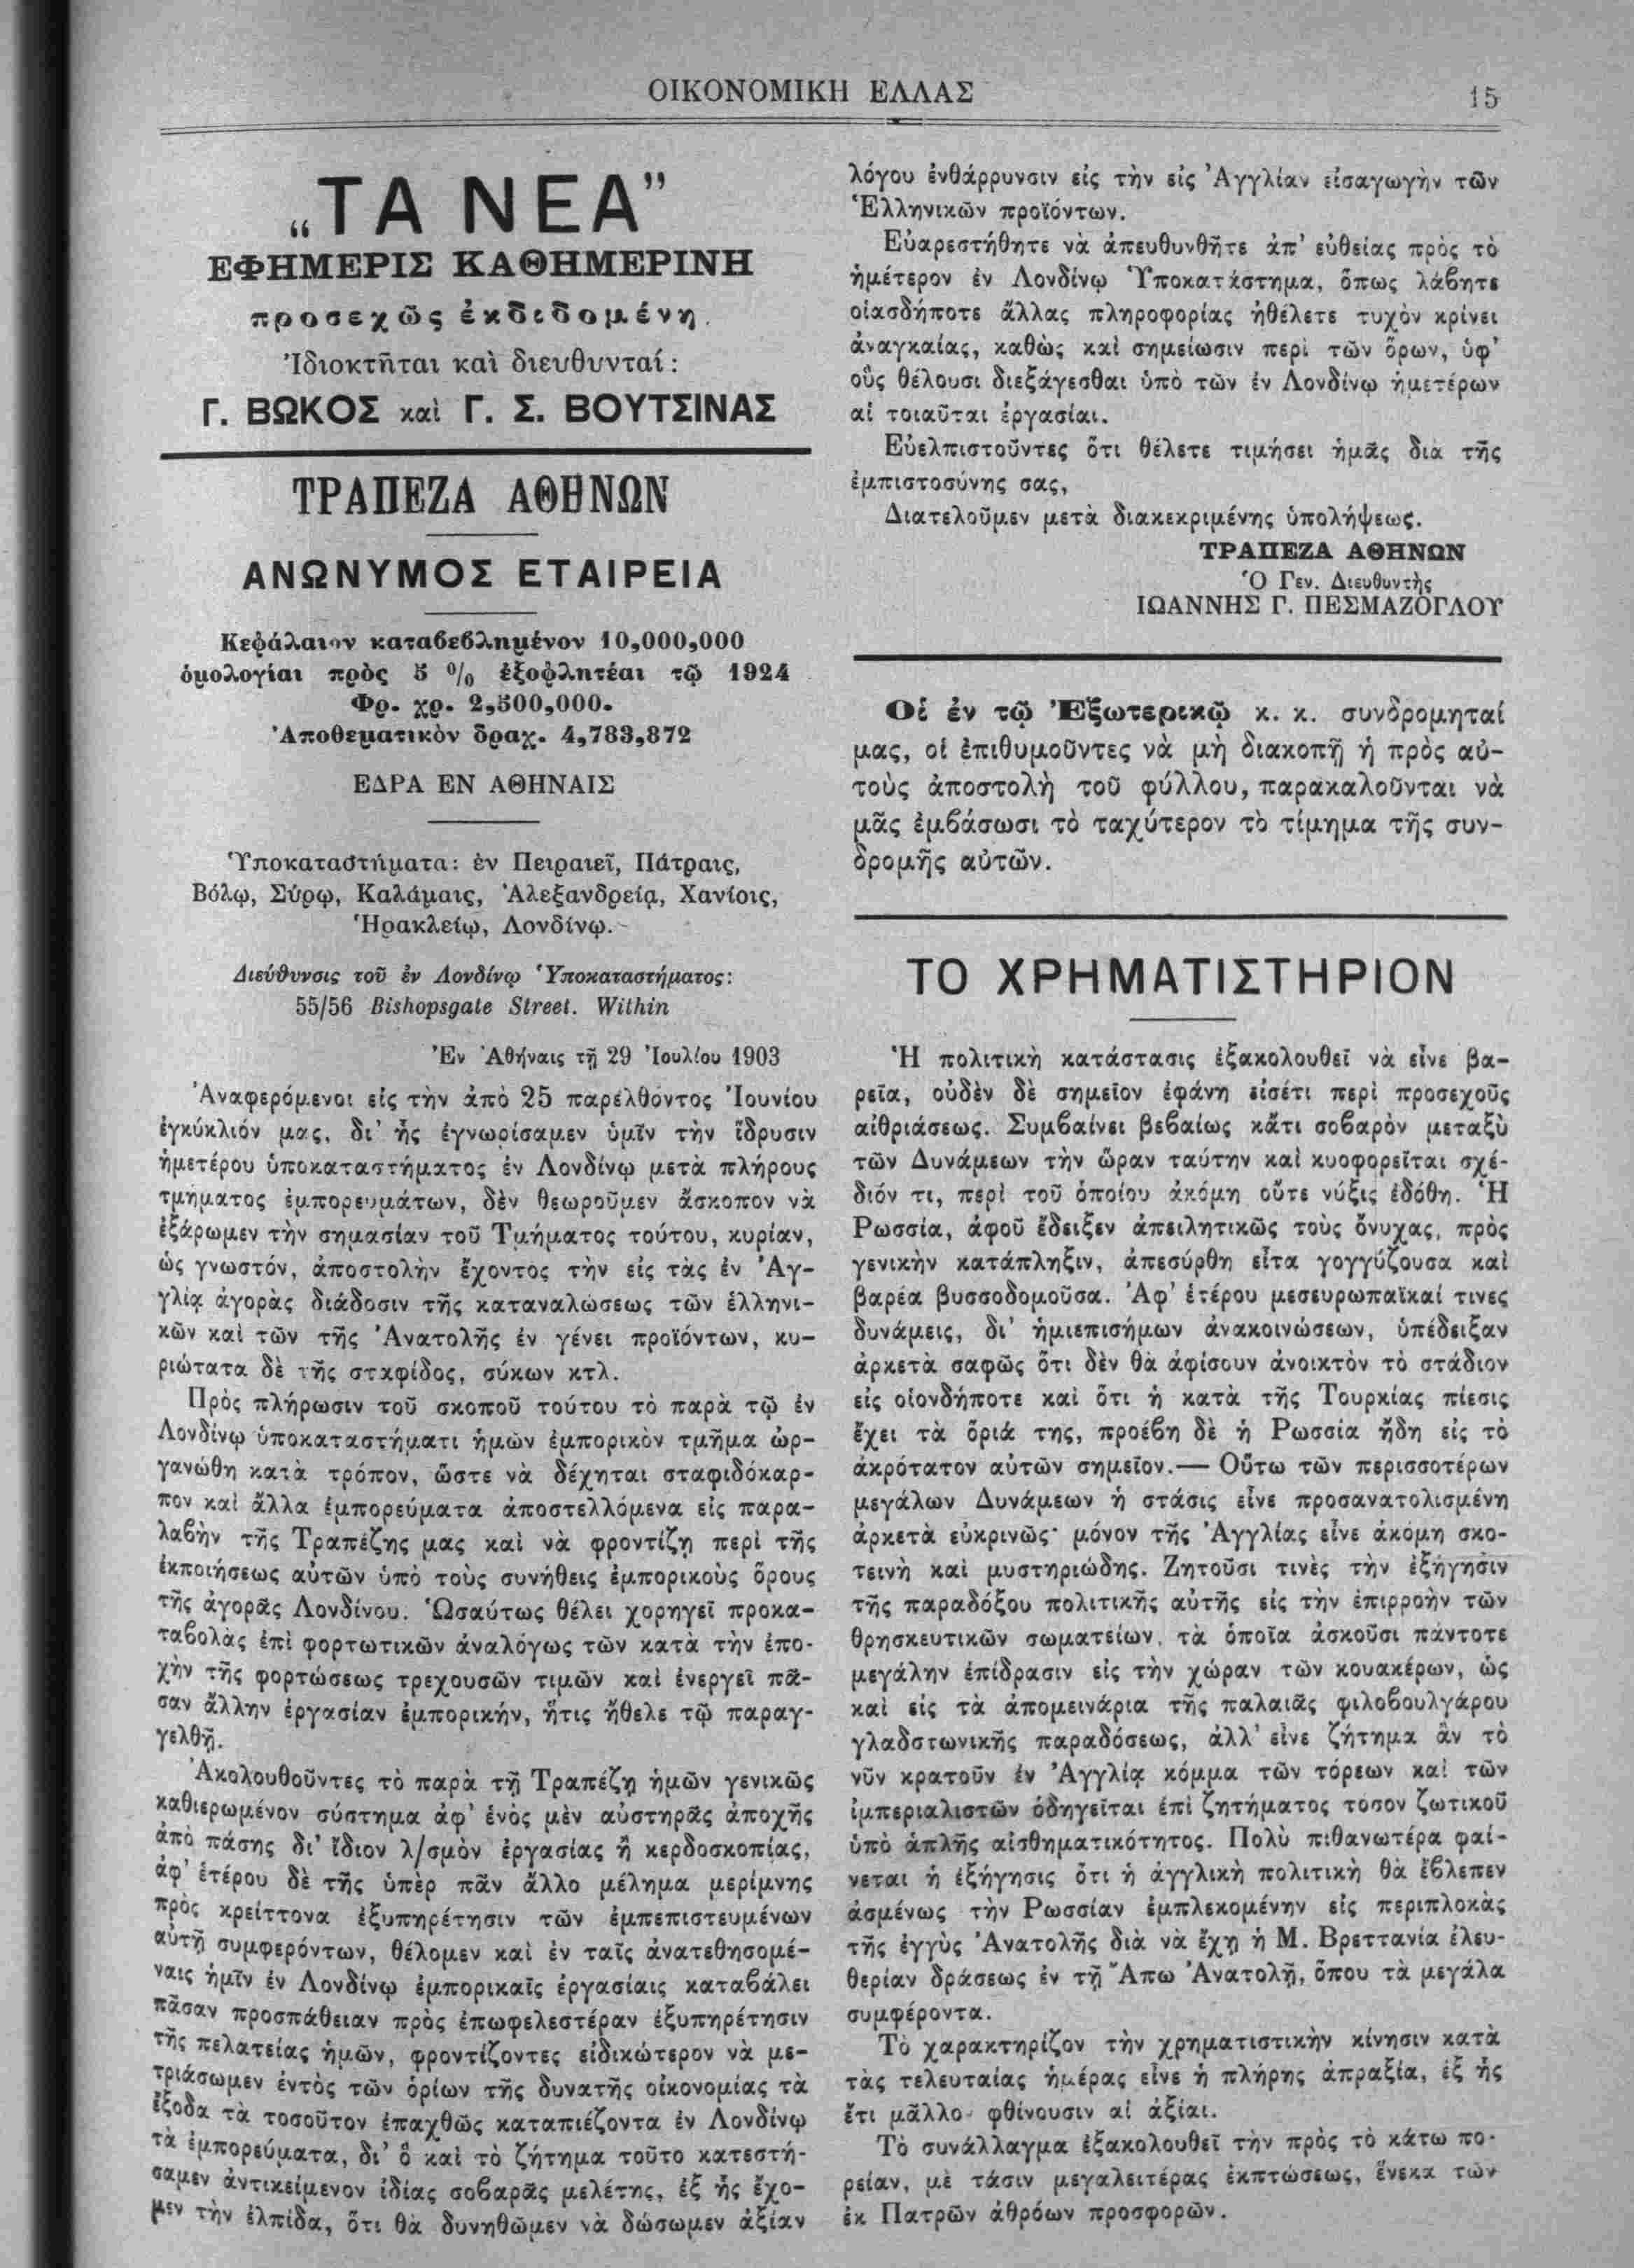 ΟΙΚΟΝΟΜΙΚΗ ΕΛΛΑΣ
15
„ΤΑ ΝΕΑ”
ΕΦΗΜΕΡΙΣ ΚΑΘΗΜΕΡΙΝΗ
προσεχῶς ἐκδιδομένη.
Ἰδιοκτῆται καὶ διευθυνταί:
Γ. ΒΩΚΟΣ καὶ Γ. Σ. ΒΟΥΤΣΙΝΑΣ
ΤΡΑΠΕΖΑ ΑΘΗΝΩΝ
ΑΝΩΝΥΜΟΣ ΕΤΑΙΡΕΙΑ
Κεφάλαιον καταβεβλημένον 10,000,000
ὁμολογίαι πρὸς 5 % ἐξοφλητέαι τῷ 1924
Φρ. χρ. 2,500,000.
Ἀποθεματικὸν δραχ. 4,783,872
ΕΔΡΑ ΕΝ ΑΘΗΝΑΙΣ
Ὑποκαταστήματα: ἐν Πειραιεῖ, Πάτραις,
Βόλῳ, Σύρῳ, Καλάμαις, Ἀλεξανδρείᾳ, Χανίοις,
Ἡρακλείῳ, Λονδίνῳ.
Διεύθυνσις τοῦ ἐν Λονδίνῳ Ὑποκαταστήματος:
55/56 Bishopsgate Street. Within
Ἐν Ἀθήναις τῇ 29 Ἰουλίου 1903
Ἀναφερόμενοι εἰς τὴν ἀπὸ 25 παρελθόντος Ἰουνίου
ἐγκύκλιόν μας, δι' ἧς ἐγνωρίσαμεν ὑμῖν τὴν ἵδρυσιν
ἡμετέρου ὑποκαταστήματος ἐν Λονδίνῳ μετὰ πλήρους
τμήματος ἐμπορευμάτων, δὲν θεωροῦμεν ἄσκοπον νὰ
ἐξάρωμεν τὴν σημασίαν τοῦ Τμήματος τούτου, κυρίαν,
ὡς γνωστόν, ἀποστολὴν ἔχοντος τὴν εἰς τὰς ἐν Ἀγ-
γλίᾳ ἀγορὰς διάδοσιν τῆς καταναλώσεως τῶν ἑλληνι-
κῶν καὶ τῶν τῆς Ἀνατολῆς ἐν γένει προϊόντων, κυ-
ριώτατα δὲ τῆς σταφίδος, σύκων κτλ.
Πρὸς πλήρωσιν τοῦ σκοποῦ τούτου τὸ παρὰ τῷ ἐν
Λονδίνῳ ὑποκαταστήματι ἡμῶν ἐμπορικὸν τμῆμα ὠρ-
γανώθη κατὰ τρόπον, ὥστε νὰ δέχηται σταφιδόκαρ-
πον καὶ ἄλλα ἐμπορεύματα ἀποστελλόμενα εἰς παρα-
λαβὴν τῆς Τραπέζης μας καὶ νὰ φροντίζῃ περὶ τῆς
ἐκποιήσεως αὐτῶν ὑπὸ τοὺς συνήθεις ἐμπορικοὺς ὅρους
τῆς ἀγορᾶς Λονδίνου. Ὡσαύτως θέλει χορηγεῖ προκα-
ταβολὰς ἐπὶ φορτωτικῶν ἀναλόγως τῶν κατὰ τὴν ἐπο-
χὴν τῆς φορτώσεως τρεχουσῶν τιμῶν καὶ ἐνεργεῖ πᾶ-
σαν ἄλλην ἐργασίαν ἐμπορικήν, ἥτις ἤθελε τῷ παραγ-
γελθῇ.
Ἀκολουθοῦντες τὸ παρὰ τῇ Τραπέζῃ ἡμῶν γενικῶς
καθιερωμένον σύστημα ἀφ' ἑνὸς μὲν αὐστηρᾶς ἀποχῆς
ἀπὸ πάσης δι' ἴδιον λ/σμὸν ἐργασίας ἢ κερδοσκοπίας,
ἀφ' ἑτέρου δὲ τῆς ὑπὲρ πᾶν ἄλλο μέλημα μερίμνης
πρὸς κρείττονα ἐξυπηρέτησιν τῶν ἐμπεπιστευμένων
αὐτῇ συμφερόντων, θέλομεν καὶ ἐν ταῖς ἀνατεθησομέ-
ναις ἡμῖν ἐν Λονδίνῳ ἐμπορικαῖς ἐργασίαις καταβάλει
πᾶσαν προσπάθειαν πρὸς ἐπωφελεστέραν ἐξυπηρέτησιν
τῆς πελατείας ἡμῶν, φροντίζοντες εἰδικώτερον νὰ με-
τριάσωμεν ἐντὸς τῶν ὁρίων τῆς δυνατῆς οἰκονομίας τὰ
ἔξοδα τὰ τοσοῦτον ἐπαχθῶς καταπιέζοντα ἐν Λονδίνῳ
τὰ ἐμπορεύματα, δι' ὃ καὶ τὸ ζήτημα τοῦτο κατεστή-
σαμεν ἀντικείμενον ἰδίας σοβαρᾶς μελέτης, ἐξ ἧς ἔχο-
μεν τὴν ἐλπίδα, ὅτι θὰ δυνηθῶμεν νὰ δώσωμεν ἀξίαν
λόγου ἐνθάρρυνσιν εἰς τὴν εἰς Ἀγγλίαν εἰσαγωγὴν τῶν
Ἑλληνικῶν προϊόντων.
Εὐαρεστήθητε νὰ ἀπευθυνθῆτε ἀπ' εὐθείας πρὸς τὸ
ἡμέτερον ἐν Λονδίνῳ Ὑποκατάστημα, ὅπως λάβητε
οἱασδήποτε ἄλλας πληροφορίας ἠθέλετε τυχὸν κρίνει
ἀναγκαίας, καθὼς καὶ σημείωσιν περὶ τῶν ὅρων, ὑφ'
οὓς θέλουσι διεξάγεσθαι ὑπὸ τῶν ἐν Λονδίνῳ ἡμετέρων
αἱ τοιαῦται ἐργασίαι.
Εὐελπιστοῦντες ὅτι θέλετε τιμήσει ἡμᾶς διὰ τῆς
ἐμπιστοσύνης σας,
Διατελοῦμεν μετὰ διακεκριμένης ὑπολήψεως.
ΤΡΑΠΕΖΑ ΑΘΗΝΩΝ
Ὁ Γεν. Διευθυντὴς
ΙΩΑΝΝΗΣ Γ. ΠΕΣΜΑΖΟΓΛΟΥ
Οἱ ἐν τῷ Ἐξωτερικῷ κ. κ. συνδρομηταί
μας, οἱ ἐπιθυμοῦντες νὰ μὴ διακοπῇ ἡ πρὸς αὐ-
τοὺς ἀποστολὴ τοῦ φύλλου, παρακαλοῦνται νὰ
μᾶς ἐμβάσωσι τὸ ταχύτερον τὸ τίμημα τῆς συν-
δρομῆς αὐτῶν.
ΤΟ ΧΡΗΜΑΤΙΣΤΗΡΙΟΝ
Ἡ πολιτικὴ κατάστασις ἐξακολουθεῖ νὰ εἶνε βα-
ρεῖα, οὐδὲν δὲ σημεῖον ἐφάνη εἰσέτι περὶ προσεχοῦς
αἰθριάσεως. Συμβαίνει βεβαίως κἄτι σοβαρὸν μεταξὺ
τῶν Δυνάμεων τὴν ὥραν ταύτην καὶ κυοφορεῖται σχέ-
διόν τι, περὶ τοῦ ὁποίου ἀκόμη οὔτε νύξις ἐδόθη. Ἡ
Ρωσσία, ἀφοῦ ἔδειξεν ἀπειλητικῶς τοὺς ὄνυχας, πρὸς
γενικὴν κατάπληξιν, ἀπεσύρθη εἶτα γογγύζουσα καὶ
βαρέα βυσσοδομοῦσα. Ἀφ' ἑτέρου μεσευρωπαϊκαί τινες
δυνάμεις, δι' ἡμιεπισήμων ἀνακοινώσεων, ὑπέδειξαν
ἀρκετὰ σαφῶς ὅτι δὲν θὰ ἀφίσουν ἀνοικτὸν τὸ στάδιον
εἰς οἱονδήποτε καὶ ὅτι ἡ κατὰ τῆς Τουρκίας πίεσις
ἔχει τὰ ὅριά της, προέβη δὲ ἡ Ρωσσία ἤδη εἰς τὸ
ἀκρότατον αὐτῶν σημεῖον.— Οὕτω τῶν περισσοτέρων
μεγάλων Δυνάμεων ἡ στάσις εἶνε προσανατολισμένη
ἀρκετὰ εὐκρινῶς· μόνον τῆς Ἀγγλίας εἶνε ἀκόμη σκο-
τεινὴ καὶ μυστηριώδης. Ζητοῦσι τινὲς τὴν ἐξήγησιν
τῆς παραδόξου πολιτικῆς αὐτῆς εἰς τὴν ἐπιρροὴν τῶν
θρησκευτικῶν σωματείων, τὰ ὁποῖα ἀσκοῦσι πάντοτε
μεγάλην ἐπίδρασιν εἰς τὴν χώραν τῶν κουακέρων, ὡς
καὶ εἰς τὰ ἀπομεινάρια τῆς παλαιᾶς φιλοβουλγάρου
γλαδστωνικῆς παραδόσεως, ἀλλ' εἶνε ζήτημα ἂν τὸ
νῦν κρατοῦν ἐν Ἀγγλίᾳ κόμμα τῶν τόρεων καὶ τῶν
ἰμπεριαλιστῶν ὁδηγεῖται ἐπὶ ζητήματος τόσον ζωτικοῦ
ὑπὸ ἁπλῆς αἰσθηματικότητος. Πολὺ πιθανωτέρα φαί-
νεται ἡ ἐξήγησις ὅτι ἡ ἀγγλικὴ πολιτικὴ θὰ ἔβλεπεν
ἀσμένως τὴν Ρωσσίαν ἐμπλεκομένην εἰς περιπλοκὰς
τῆς ἐγγὺς Ἀνατολῆς διὰ νὰ ἔχῃ ἡ Μ. Βρεττανία ἐλευ-
θερίαν δράσεως ἐν τῇ Ἄπω Ἀνατολῇ, ὅπου τὰ μεγάλα
συμφέροντα.
Τὸ χαρακτηρίζον τὴν χρηματιστικὴν κίνησιν κατὰ
τὰς τελευταίας ἡμέρας εἶνε ἡ πλήρης ἀπραξία, ἐξ ἧς
ἔτι μᾶλλο φθίνουσιν αἱ ἀξίαι.
Τὸ συνάλλαγμα ἐξακολουθεῖ τὴν πρὸς τὸ κάτω πο-
ρείαν, μὲ τάσιν μεγαλειτέρας ἐκπτώσεως, ἕνεκα τῶν
ἐκ Πατρῶν ἀθρόων προσφορῶν.